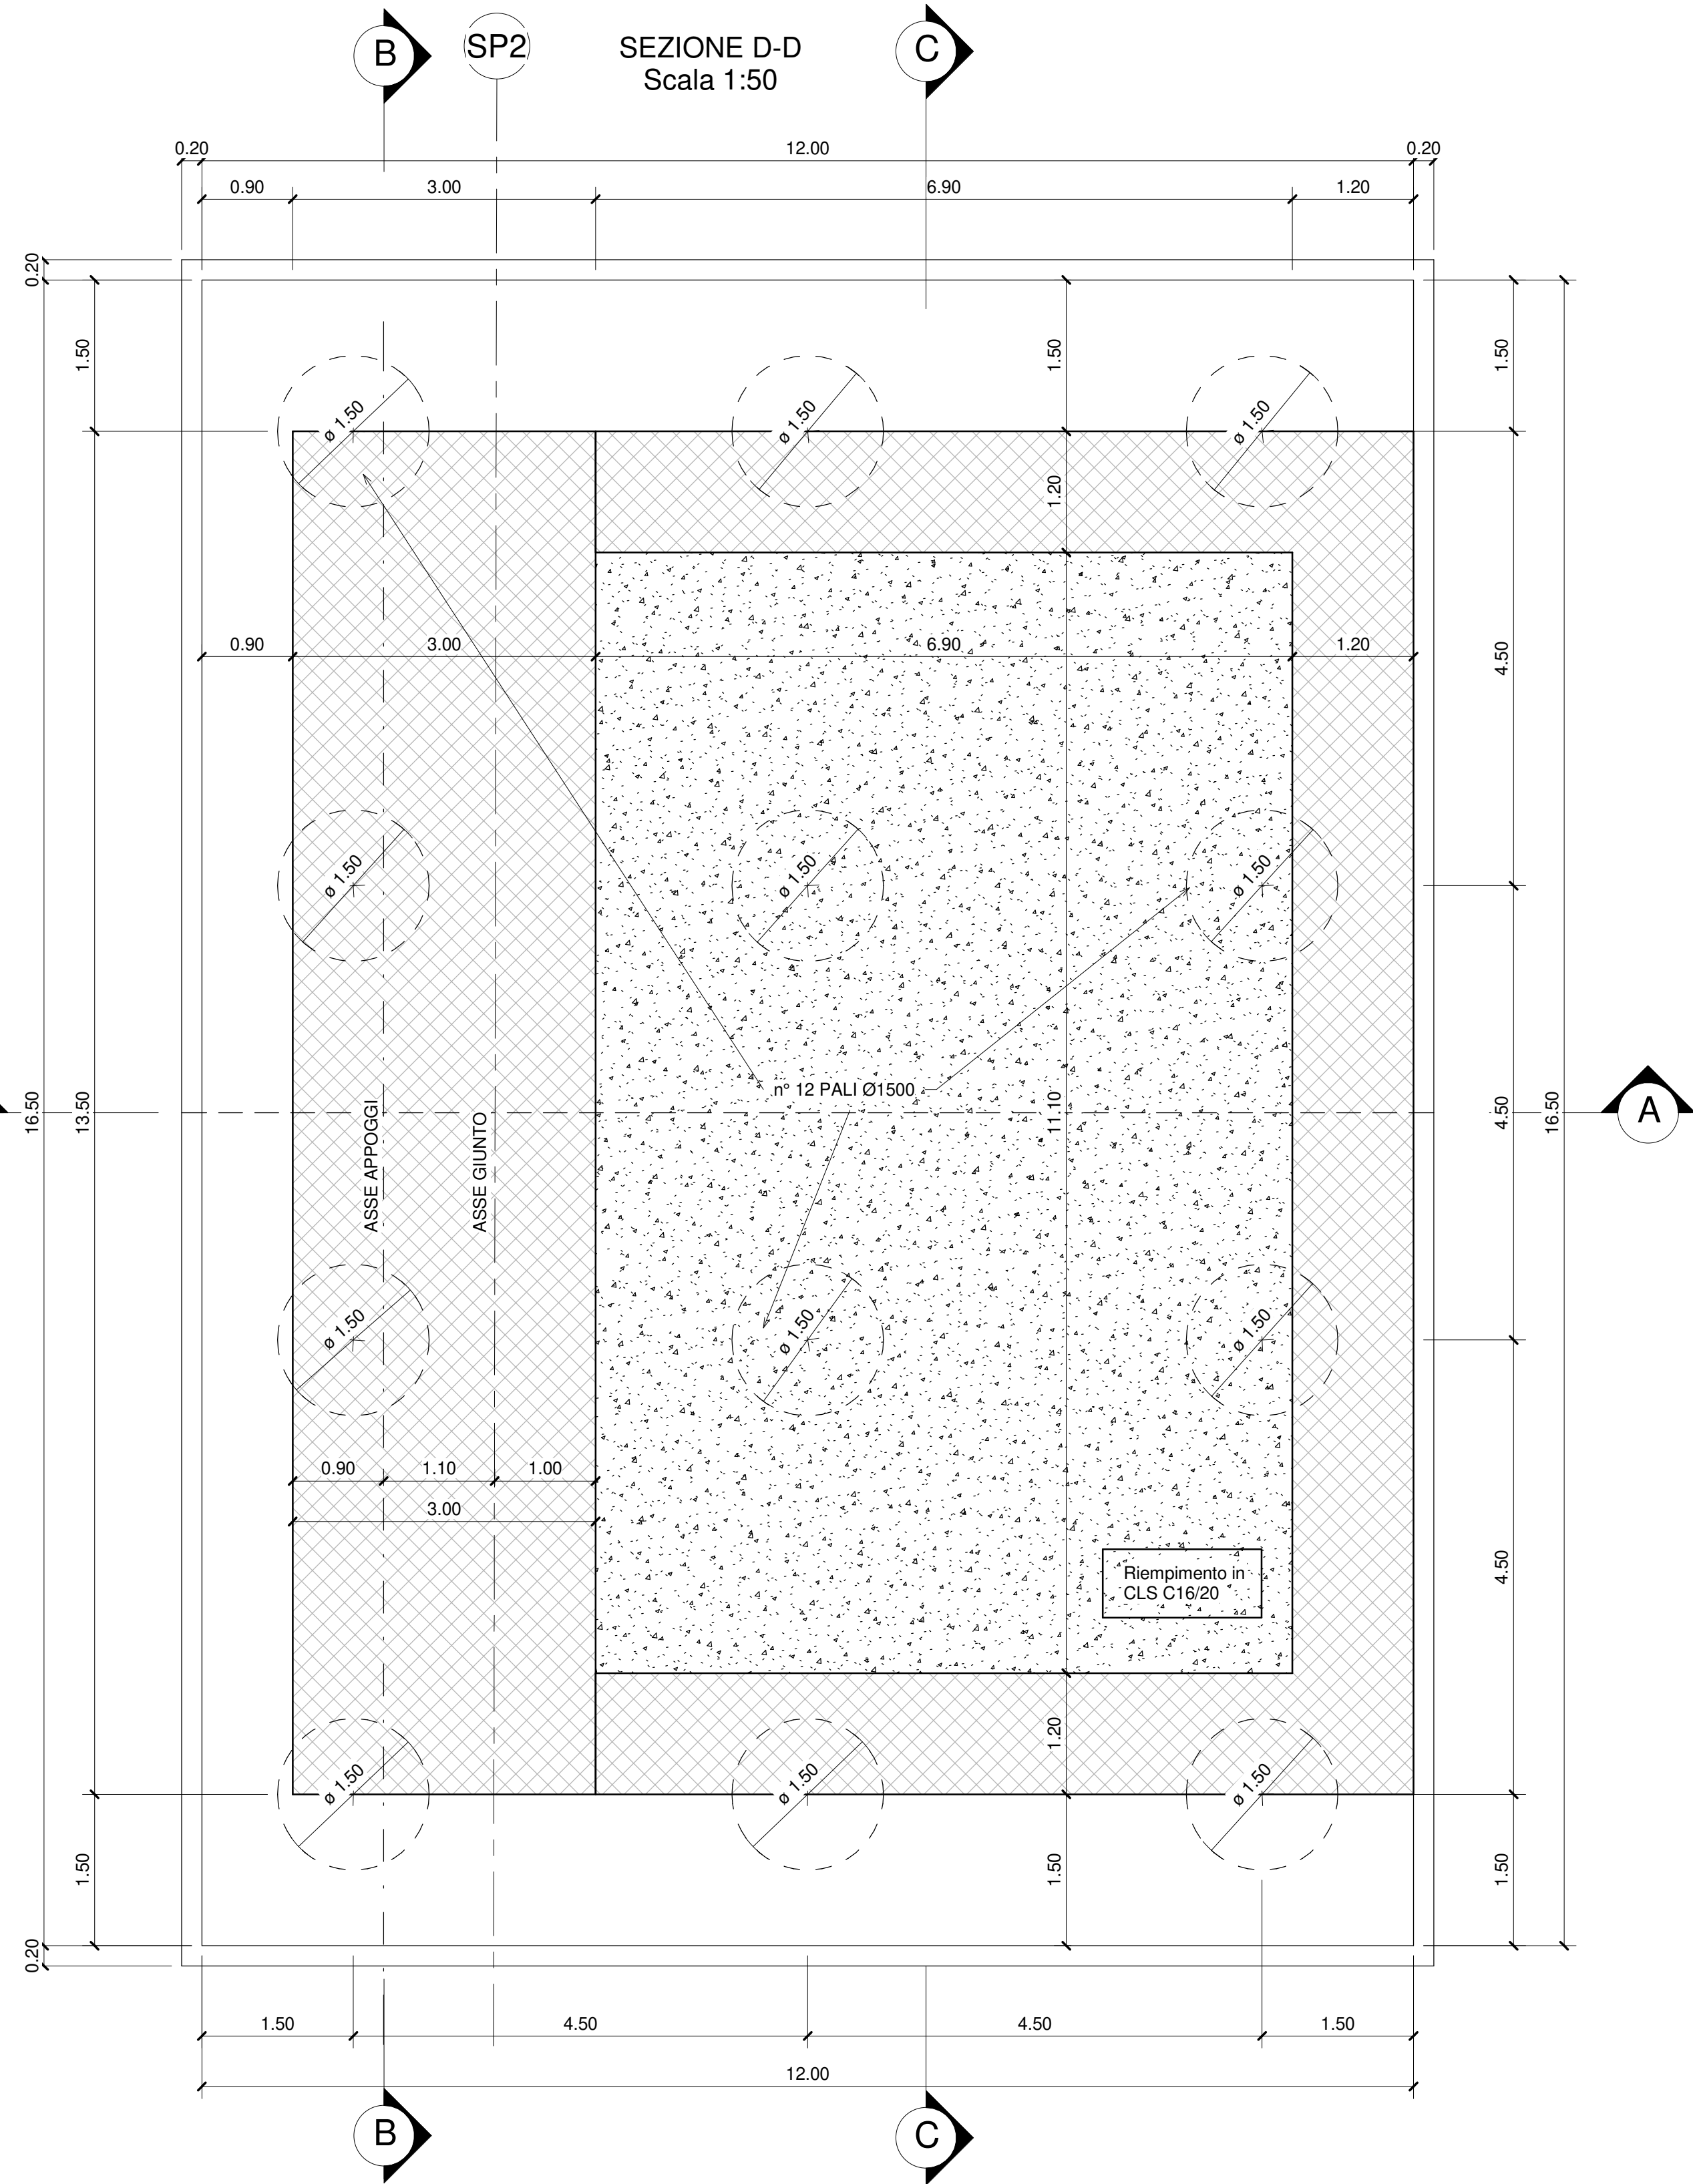 B
SP2
SEZIONE D-D
Scala 1:50
C
0.20
12.00
0.20
0.90
3.00
6.90
1.20
0.20
1.50
1.50
1.50
ø 1.50
ø 1.50
ø 1.50
1.20
0.90
3.00
6.90
1.20
4.50
ø 1.50
ø 1.50
ø 1.50
n° 12 PALI Ø1500
16.50
13.50
ASSE APPOGGI
ASSE GIUNTO
11.10
4.50
16.50
A
ø 1.50
ø 1.50
ø 1.50
0.90
1.10
1.00
3.00
Riempimento in
CLS C16/20
4.50
1.20
ø 1.50
ø 1.50
ø 1.50
1.50
1.50
1.50
0.20
1.50
4.50
4.50
1.50
12.00
B
C